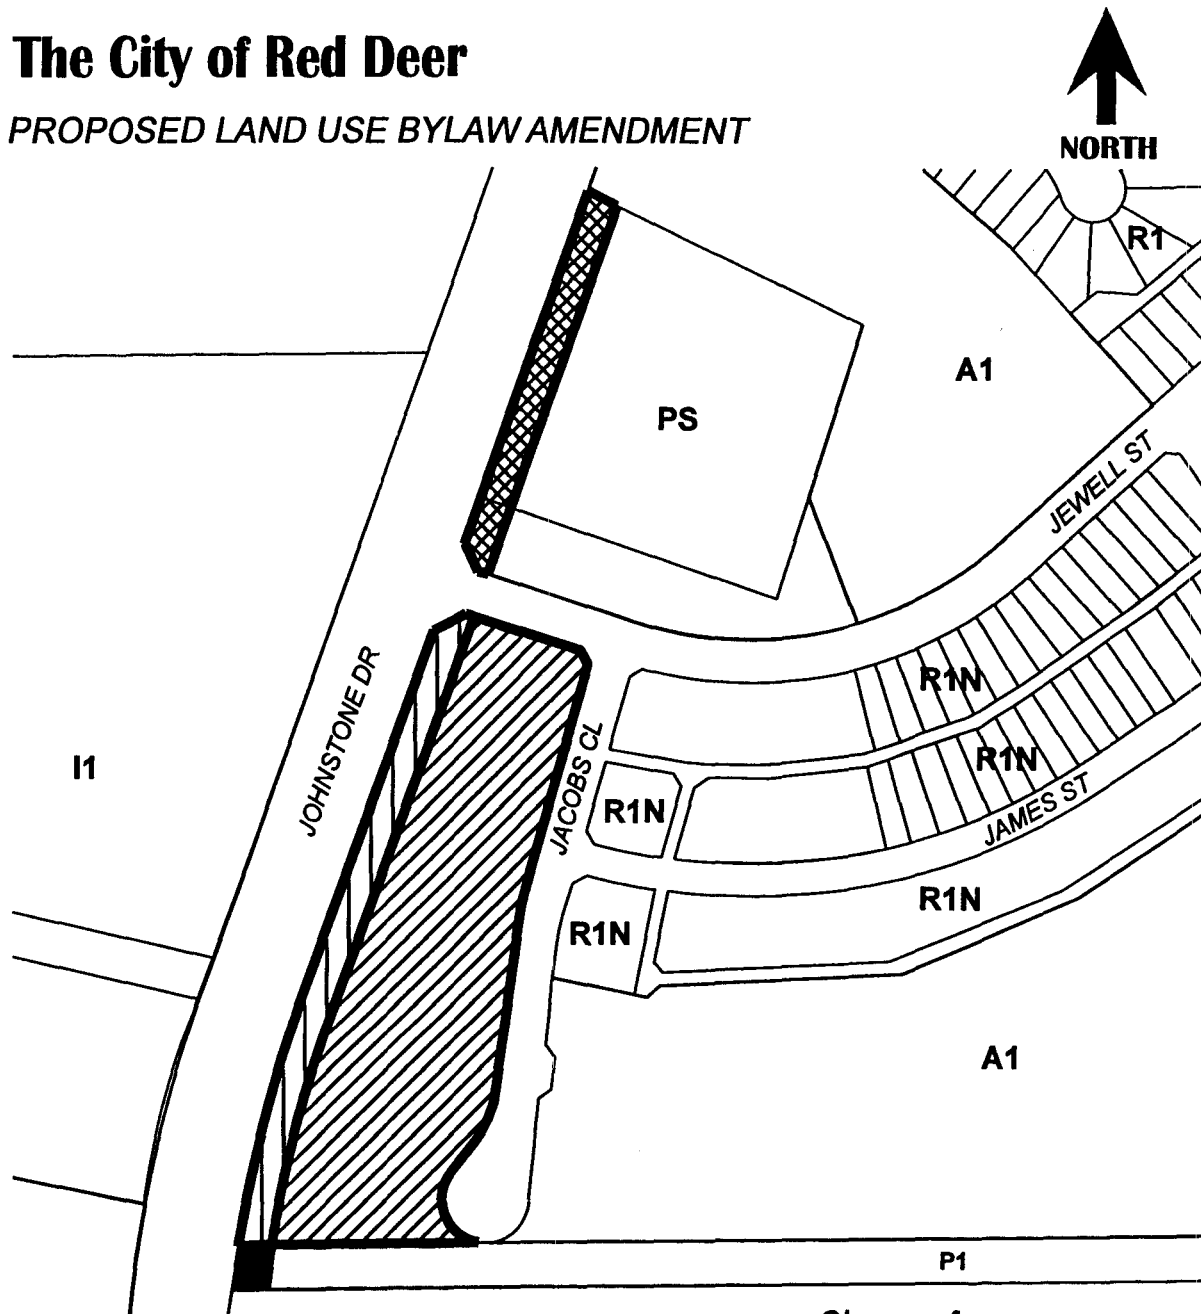 The City of Red Deer
PROPOSED LAND USE BYLAW AMENDMENT
NORTH
R1
A1
PS
JEWELL ST
R1N
JOHNSTONE DR
I1
JACOBS CL
R1N
R1N
JAMES ST
R1N
R1N
A1
P1